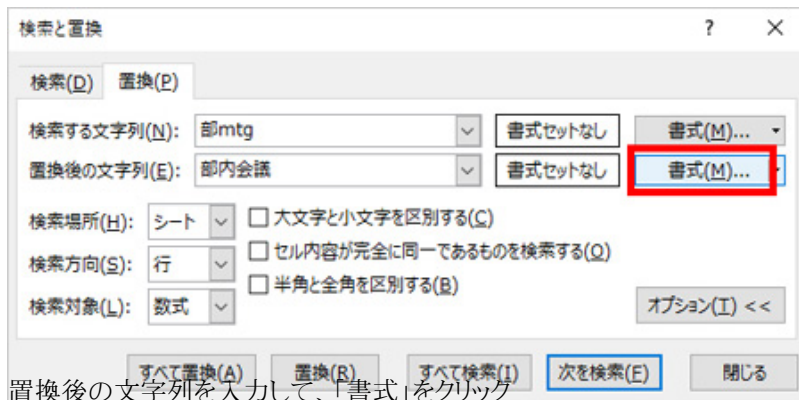 検索と置換 ? ×
検索(D) 置換(P)
検索する文字列(N): 部mtg 書式セットなし 書式(M)...
置換後の文字列(E): 部内会議 書式セットなし 書式(M)...
検索場所(H): シート 大文字と小文字を区別する(C)
検索方向(S): 行 セル内容が完全に同一であるものを検索する(O)
検索対象(L): 数式 半角と全角を区別する(B)
オプション(T) <<
すべて置換(A) 置換(R) すべて検索(I) 次を検索(F) 閉じる
置換後の文字列を入力して、「書式」をクリック